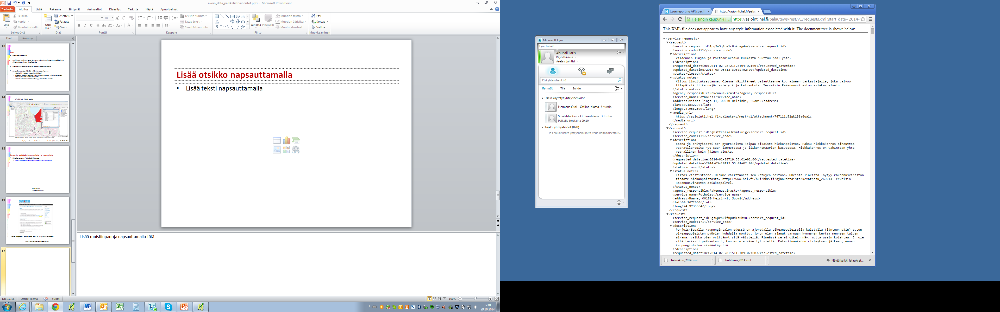 avoin_data_paikkatietoaineistot.pptx - Microsoft PowerPoint
Tiedosto Aloitus Lisää Rakenne Siirtymät Animaatiot Diaesitys Tarkista Näytä Apuohjelmat
Liitä
Leikkaa
Kopioi
Muotoilusivellin
Leikepöytä
Uusi dia
Asettelu
Palauta
Osa
Diat
18
Fontti
Tekstin suunta
Tasaa teksti
SmartArt-muunto
Kappale
Järjestä
Pikatyylit
Muodon täyttö
Muodon ääriviiva
Muototehosteet
Piirto
Etsi
Korvaa
Valitse
Muokkaaminen
Diat Jäsennys
13
WFS
Web Feature Service
14
15
Avoimia paikkatietoaineistoja ja rajapintoja
16
17
Lisää otsikko napsauttamalla
• Lisää teksti napsauttamalla
Lisää muistiinpanoja napsauttamalla tätä
Dia 17/18 "Office-teema" suomi
100%
FI
17:01
29.10.2014
Microsoft Lync
Lync toimii!
Alsuhail Faris
Käytettävissä
Aseta sijaintisi
Etsi yhteyshenkilö
Ryhmät Tila Suhde
Usein käytetyt yhteyshenkilöt
Hermans Outi - Offline-tilassa 6 tuntia
Suvilehto Kirsi - Offline-tilassa 3 tuntia
Paikalla torstaina 29.10
Kaikki yhteystiedot (0/0)
Jos haluat lisätä yhteyshenkilöitä, vedä heitä toisesta r...
Issue reporting API specifi
https://asiointi.hel.fi/pala
Helsingin kaupunki [FI] https://asiointi.hel.fi/palautews/rest/v1/requests.xml?start_date=2014-
This XML file does not appear to have any style information associated with it. The document tree is shown below.
▼<service_requests>
▼<request>
<service_request_id>1pq2n3q2oe1r8okoeg4m</service_request_id>
<service_code>171</service_code>
▼<description>
Viidennen linjan ja Porthaninkadun kulmasta puuttuu päällyste.
</description>
<requested_datetime>2014-02-28T21:25:04+02:00</requested_datetime>
<updated_datetime>2014-03-05T12:30:02+02:00</updated_datetime>
<status>closed</status>
▼<status_notes>
Kiitos ilmoituksestanne. Olemme välittäneet palautteenne ko. alueen tarkastajalle, joka valvoo
tilapäisiä liikennejärjestelyjä ja kaivauksia. Terveisin Rakennusviraston asiakaspalvelu
</status_notes>
<agency_responsible>Rakennusvirasto</agency_responsible>
<service_name>Potholes</service_name>
<address>Viides linja 11, 00530 Helsinki, Suomi</address>
<lat>60.1832292</lat>
<long>24.9532899</long>
▼<media_url>
https://asiointi.hel.fi/palautews/rest/v1/attachment/747l1id52gkl38a6qalc
</media_url>
</request>
▼<request>
<service_request_id>oj8stfkhsia3rmmf7uig</service_request_id>
<service_code>171</service_code>
▼<description>
Baana ja erityisesti sen pyöräkaista kaipaa pikaista hiekanpoistoa. Paksu hiekkakerros aiheuttaa
vaaratilanteita nyt sään lämmetessä ja liikennemäärien kasvaessa. Hiekkakerros on vähintään yhtä
vaarallinen kuin jäinen alusta.
</description>
<requested_datetime>2014-02-28T19:55:01+02:00</requested_datetime>
<updated_datetime>2014-03-10T13:55:01+02:00</updated_datetime>
<status>closed</status>
▼<status_notes>
Kiitos viestistänne. Olemme välittäneet sen katujen hoitoon. Oheista linkistä löytyy rakennusviraston
tiedote hiekanpoistosta. http://www.hel.fi/hki/hkr/fi/ajankohtaista/kevatpesu_260214 Terveisin
Rakennusviraston asiakaspalvelu
</status_notes>
<agency_responsible>Rakennusvirasto</agency_responsible>
<service_name>Potholes</service_name>
<address>Baana, 00180 Helsinki, Suomi</address>
<lat>60.1672660</lat>
<long>24.9235564</long>
</request>
▼<request>
<service_request_id>3gs6prhklf0p0d1d0hvu</service_request_id>
<service_code>171</service_code>
▼<description>
Pohjois-Espalla kaupungintalon edessä on ajoradalla oikeanpuoleisella kaistalla (länteen päin) auton
oikeanpuoleisten pyörien kohdalla monttu, johon olen ajanut varmaan kymmenen kertaa menneen talven
aikana, vaikka olen yrittänyt sitä väistellä. Pimeässä se ei oikein näy, mutta usein kolahtaa. En ole
sitä tarkasti paikantanut, kun en ole kävellyt siellä. Katariinankadun risteyksen jälkeen, ennen
kaupungintalon sisäänkäyntiä.
</description>
<requested_datetime>2014-02-28T15:15:09+02:00</requested_datetime>
helmikuu_2014.xml
huhtikuu_2014.xml
Näytä kaikki lataukset...